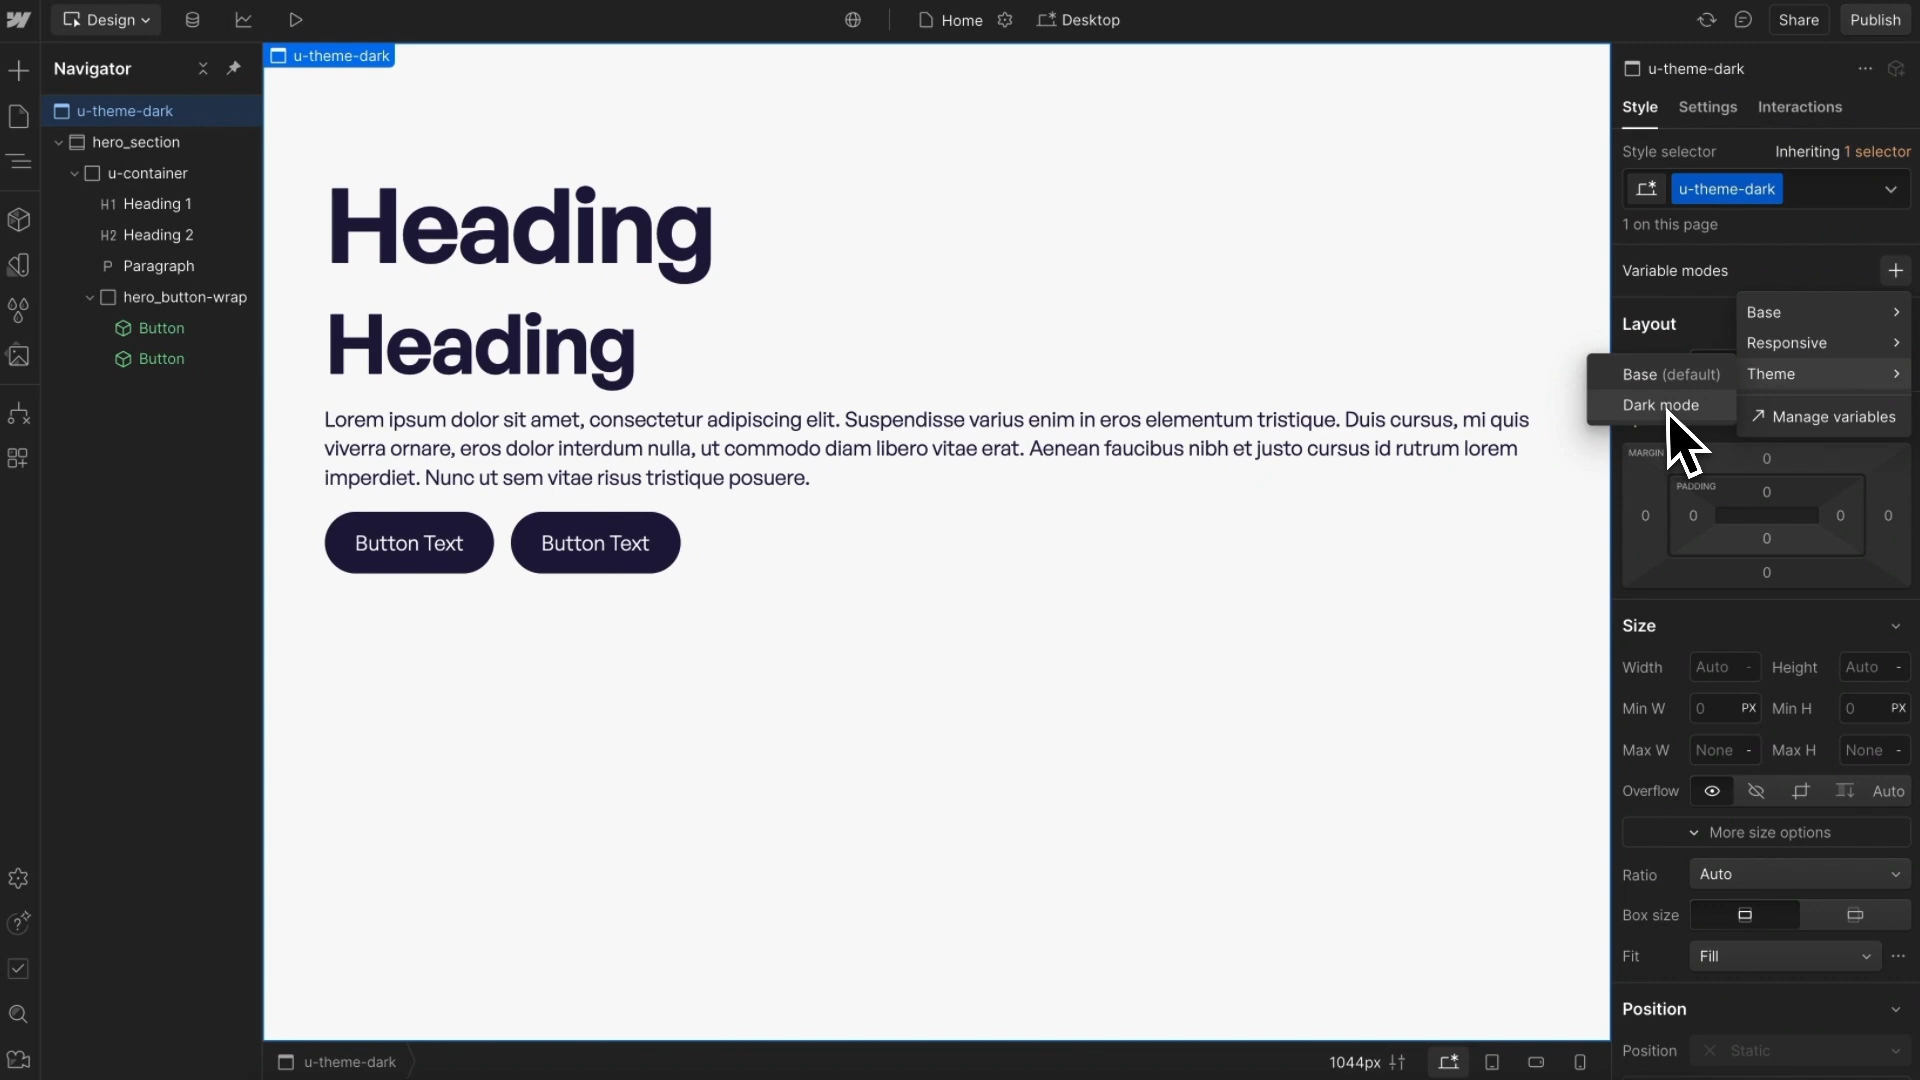 Design
Home
Desktop
Share
Publish
Navigator
u-theme-dark
hero_section
u-container
H1 Heading 1
H2 Heading 2
P Paragraph
hero_button-wrap
Button
Button
u-theme-dark
Heading
Heading
Lorem ipsum dolor sit amet, consectetur adipiscing elit. Suspendisse varius enim in eros elementum tristique. Duis cursus, mi quis
viverra ornare, eros dolor interdum nulla, ut commodo diam libero vitae erat. Aenean faucibus nibh et justo cursus id rutrum lorem
imperdiet. Nunc ut sem vitae risus tristique posuere.
Button Text
Button Text
u-theme-dark
1044px
u-theme-dark
Style Settings Interactions
Style selector Inheriting 1 selector
u-theme-dark
1 on this page
Variable modes
Layout
Base
Responsive
Theme
Manage variables
Base (default)
Dark mode
MARGIN
0
PADDING
0
0 0 0 0
0
0
Size
Width Auto - Height Auto -
Min W 0 PX Min H 0 PX
Max W None - Max H None -
Overflow Auto
More size options
Ratio Auto
Box size
Fit Fill
Position
Position Static